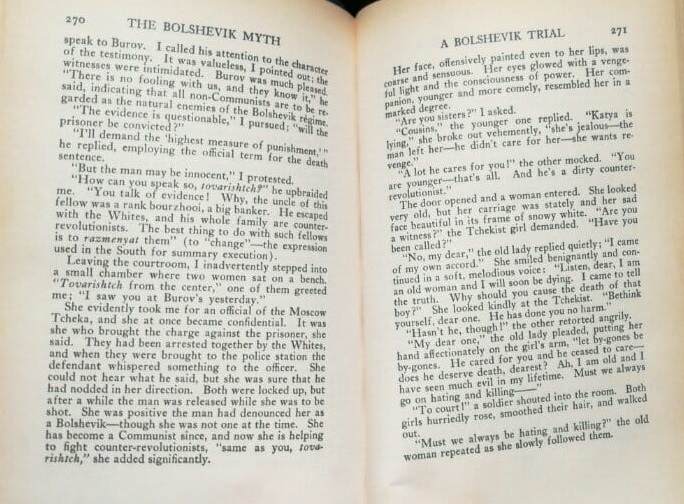 270 THE BOLSHEVIK MYTH
speak to Burov. I called his attention to the character
of the testimony. It was valueless, I pointed out; the
witnesses were intimidated. Burov was much pleased.
"There is no fooling with us, and they know it," he
said, indicating that all non-Communists are to be re-
garded as the natural enemies of the Bolshevik régime.
"The evidence is questionable," I pursued; "will the
prisoner be convicted?"
"I'll demand the 'highest measure of punishment,'"
he replied, employing the official term for the death
sentence.
"But the man may be innocent," I protested.
"How can you speak so, tovarishtch?" he upbraided
me. "You talk of evidence! Why, the uncle of this
fellow was a rank bourzhooi, a big banker. He escaped
with the Whites, and his whole family are counter-
revolutionists. The best thing to do with such fellows
is to razmenyat them" (to "change"—the expression
used in the South for summary execution).
Leaving the courtroom, I inadvertently stepped into
a small chamber where two women sat on a bench.
"Tovarishtch from the center," one of them greeted
me; "I saw you at Burov's yesterday."
She evidently took me for an official of the Moscow
Tcheka, and she at once became confidential. It was
she who brought the charge against the prisoner, she
said. They had been arrested together by the Whites,
and when they were brought to the police station the
defendant whispered something to the officer. She
could not hear what he said, but she was sure that he
had nodded in her direction. Both were locked up, but
after a while the man was released while she was to be
shot. She was positive the man had denounced her as
a Bolshevik—though she was not one at the time. She
has become a Communist since, and now she is helping
to fight counter-revolutionists, "same as you, tova-
rishtch," she added significantly.
A BOLSHEVIK TRIAL 271
Her face, offensively painted even to her lips, was
coarse and sensuous. Her eyes glowed with a venge-
ful light and the consciousness of power. Her com-
panion, younger and more comely, resembled her in a
marked degree.
"Are you sisters?" I asked.
"Cousins," the younger one replied. "Katya is
lying," she broke out vehemently, "she's jealous—the
man left her—he didn't care for her—she wants re-
venge."
"A lot he cares for you!" the other mocked. "You
are younger—that's all. And he's a dirty counter-
revolutionist."
The door opened and a woman entered. She looked
very old, but her carriage was stately and her sad
face beautiful in its frame of snowy white. "Are you
a witness?" the Tchekist girl demanded. "Have you
been called?"
"No, my dear," the old lady replied quietly; "I came
of my own accord." She smiled benignantly and con-
tinued in a soft, melodious voice: "Listen, dear, I am
an old woman and I will soon be dying. I came to tell
the truth. Why should you cause the death of that
boy?" She looked kindly at the Tchekist. "Bethink
yourself, dear one. He has done you no harm."
"Hasn't he, though!" the other retorted angrily.
"My dear one," the old lady pleaded, putting her
hand affectionately on the girl's arm, "let by-gones be
by-gones. He cared for you and he ceased to care—
does he deserve death, dearest? Ah, I am old and I
have seen much evil in my lifetime. Must we always
go on hating and killing——"
"To court!" a soldier shouted into the room. Both
girls hurriedly rose, smoothed their hair, and walked
out.
"Must we always be hating and killing?" the old
woman repeated as she slowly followed them.